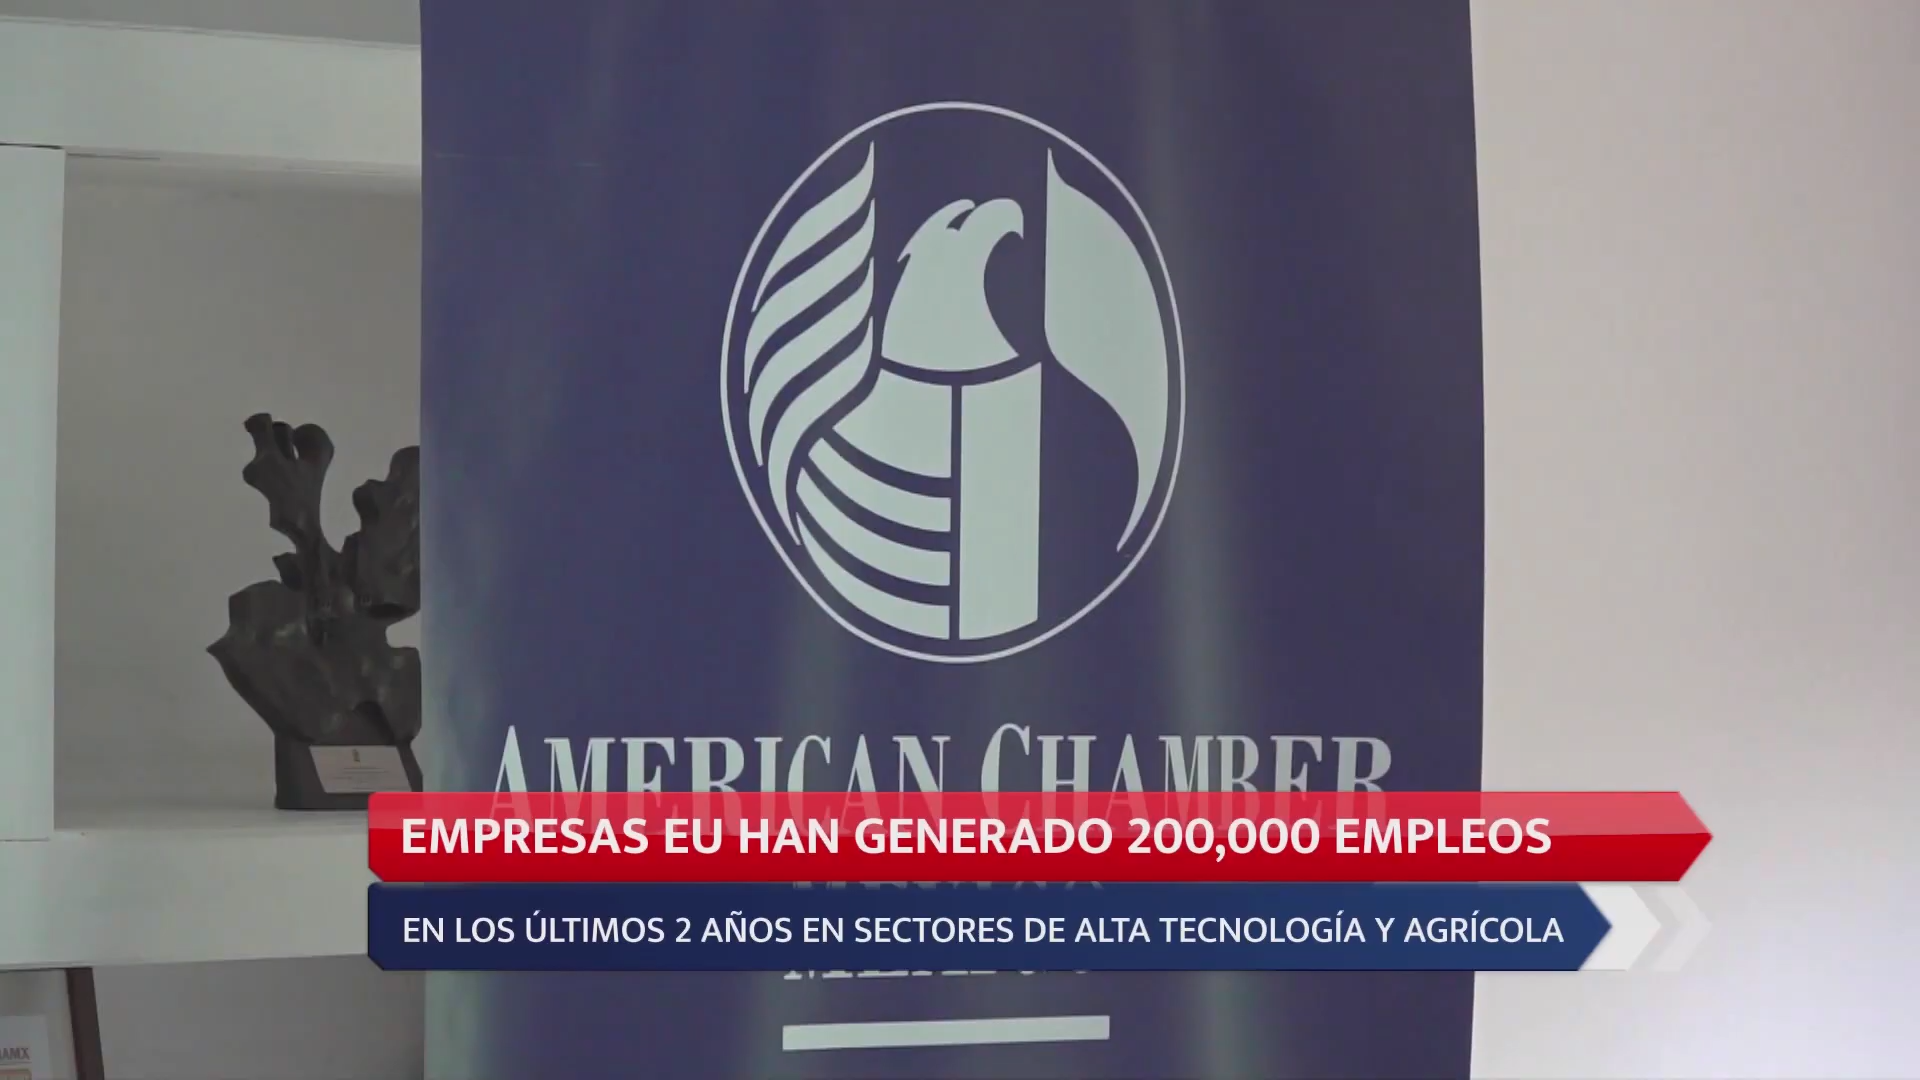 AMERICAN CHAMBER
EMPRESAS EU HAN GENERADO 200,000 EMPLEOS
EN LOS ÚLTIMOS 2 AÑOS EN SECTORES DE ALTA TECNOLOGÍA Y AGRÍCOLA